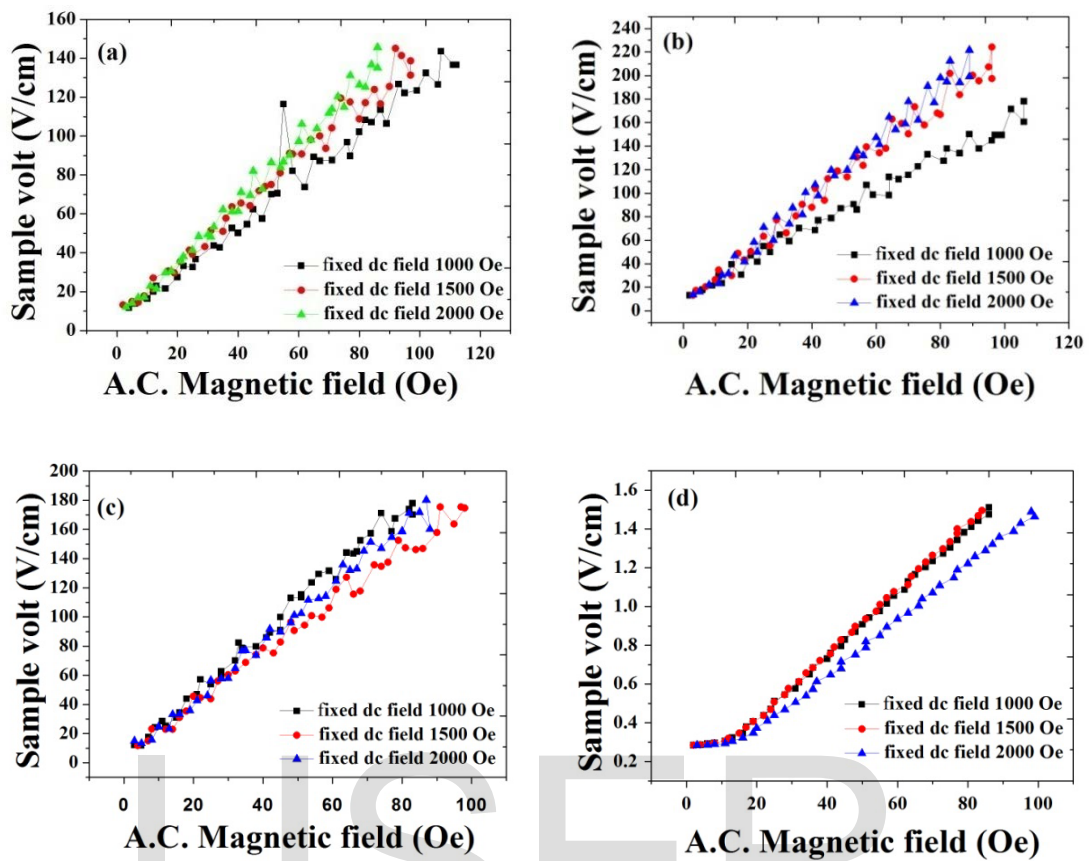 (a)
Sample volt (V/cm)
160
140
120
100
80
60
40
20
0
fixed dc field 1000 Oe
fixed dc field 1500 Oe
fixed dc field 2000 Oe
0 20 40 60 80 100 120
A.C. Magnetic field (Oe)
(b)
Sample volt (V/cm)
240
220
200
180
160
140
120
100
80
60
40
20
0
fixed dc field 1000 Oe
fixed dc field 1500 Oe
fixed dc field 2000 Oe
0 20 40 60 80 100 120
A.C. Magnetic field (Oe)
(c)
Sample volt (V/cm)
200
180
160
140
120
100
80
60
40
20
0
fixed dc field 1000 Oe
fixed dc field 1500 Oe
fixed dc field 2000 Oe
0 20 40 60 80 100
A.C. Magnetic field (Oe)
(d)
Sample volt (V/cm)
1.6
1.4
1.2
1.0
0.8
0.6
0.4
0.2
fixed dc field 1000 Oe
fixed dc field 1500 Oe
fixed dc field 2000 Oe
0 20 40 60 80 100
A.C. Magnetic field (Oe)